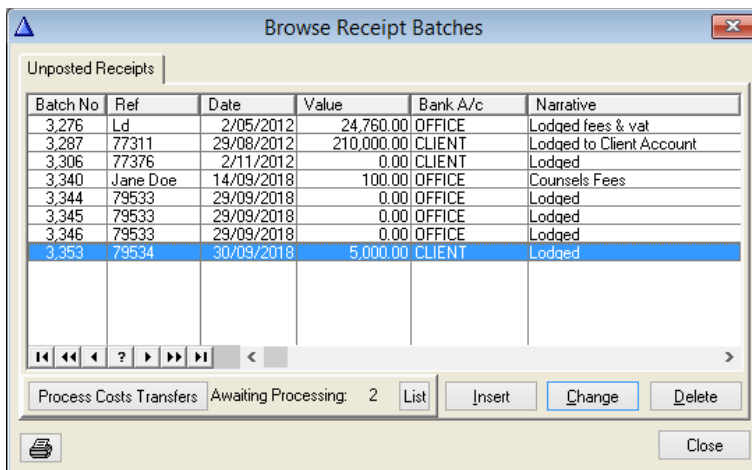 Browse Receipt Batches
Unposted Receipts
Batch No Ref Date Value Bank A/c Narrative
3,276 Ld 2/05/2012 24,760.00 OFFICE Lodged fees & vat
3,287 77311 29/08/2012 210,000.00 CLIENT Lodged to Client Account
3,306 77376 2/11/2012 0.00 CLIENT Lodged
3,340 Jane Doe 14/09/2018 100.00 OFFICE Counsels Fees
3,344 79533 29/09/2018 0.00 OFFICE Lodged
3,345 79533 29/09/2018 0.00 OFFICE Lodged
3,346 79533 29/09/2018 0.00 OFFICE Lodged
3,353 79534 30/09/2018 5,000.00 CLIENT Lodged
?
Process Costs Transfers Awaiting Processing: 2 List Insert Change Delete
Close